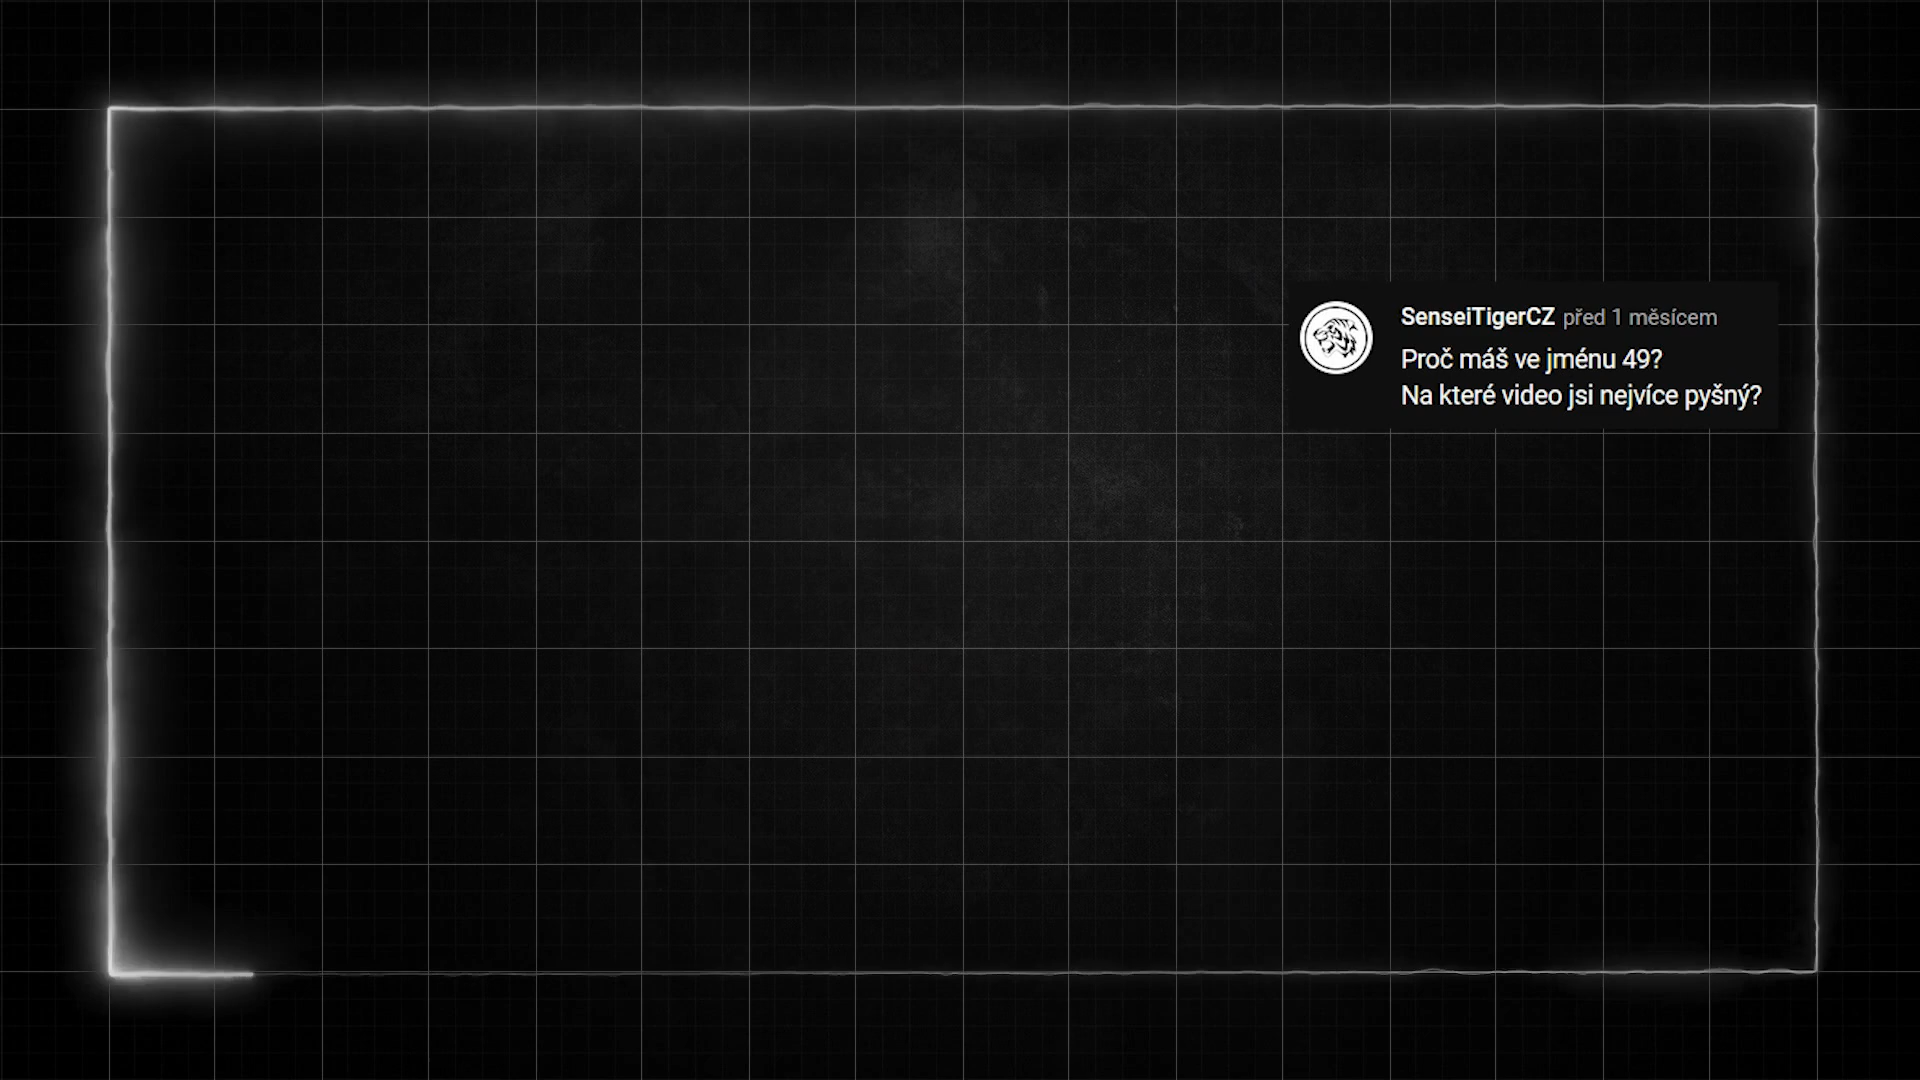 SenseiTigerCZ před 1 měsícem
Proč máš ve jménu 49?
Na které video jsi nejvíce pyšný?